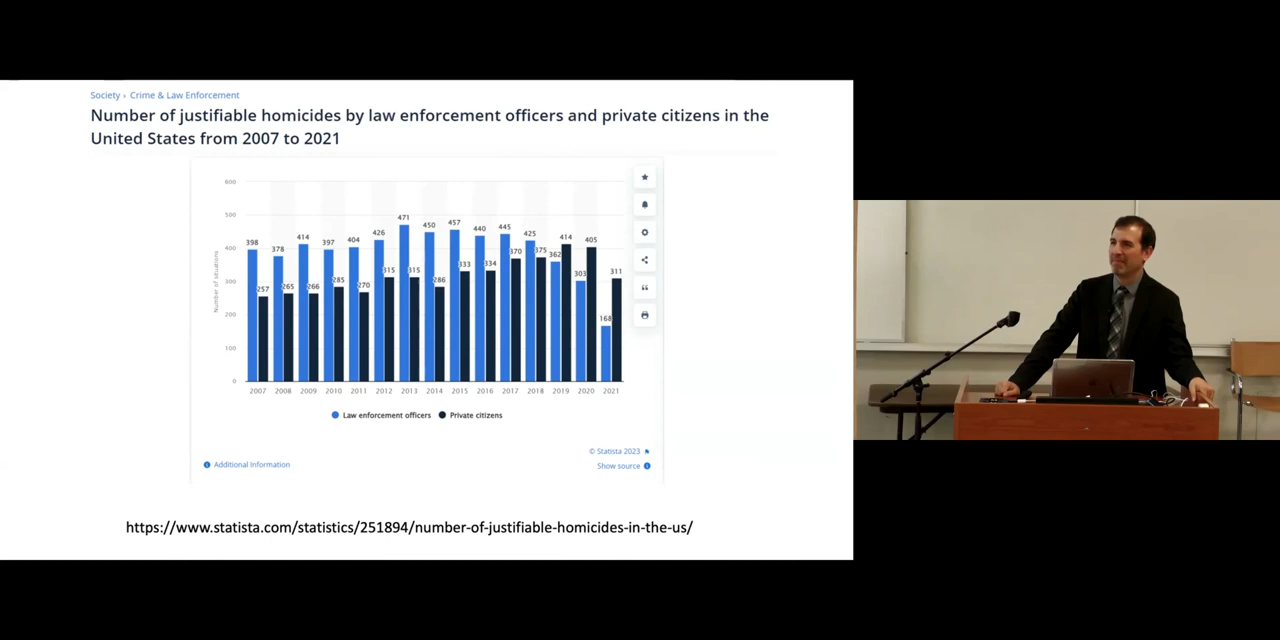 Society › Crime & Law Enforcement
Number of justifiable homicides by law enforcement officers and private citizens in the
United States from 2007 to 2021
600
500
400
300
200
100
0
Number of situations
398 257
378 265
414 266
397 285
404 270
426 315
471 315
450 286
457 333
440 334
445 370
425 375
362 414
303 405
168 311
2007 2008 2009 2010 2011 2012 2013 2014 2015 2016 2017 2018 2019 2020 2021
Law enforcement officers Private citizens
© Statista 2023
Additional Information
Show source
https://www.statista.com/statistics/251894/number-of-justifiable-homicides-in-the-us/